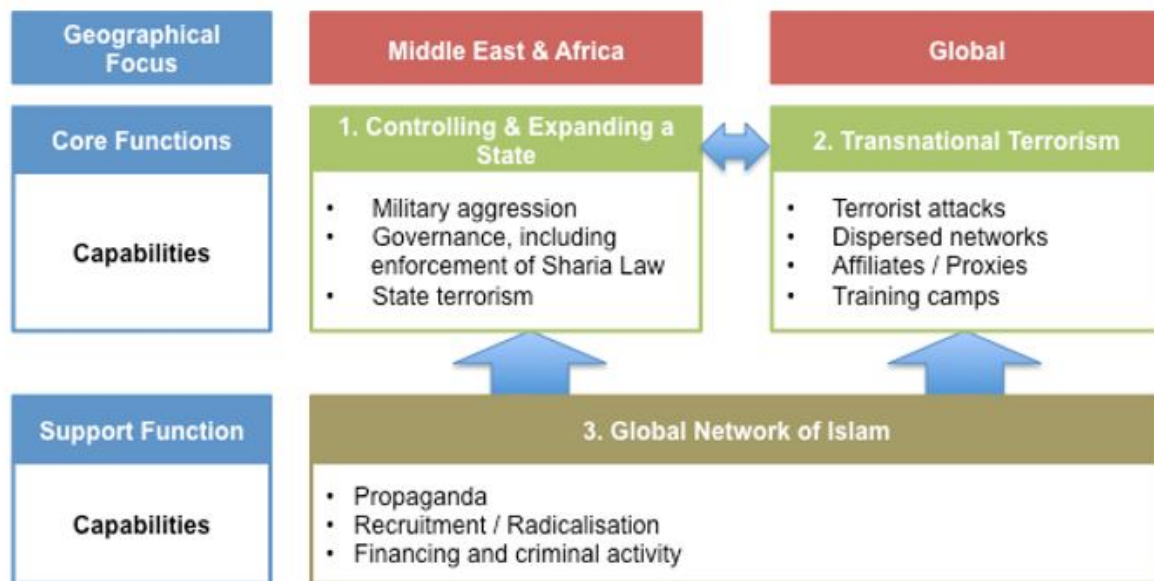 Geographical
Focus
Middle East & Africa
Global
Core Functions
Capabilities
1. Controlling & Expanding a
State
• Military aggression
• Governance, including
enforcement of Sharia Law
• State terrorism
2. Transnational Terrorism
• Terrorist attacks
• Dispersed networks
• Affiliates / Proxies
• Training camps
Support Function
Capabilities
3. Global Network of Islam
• Propaganda
• Recruitment / Radicalisation
• Financing and criminal activity